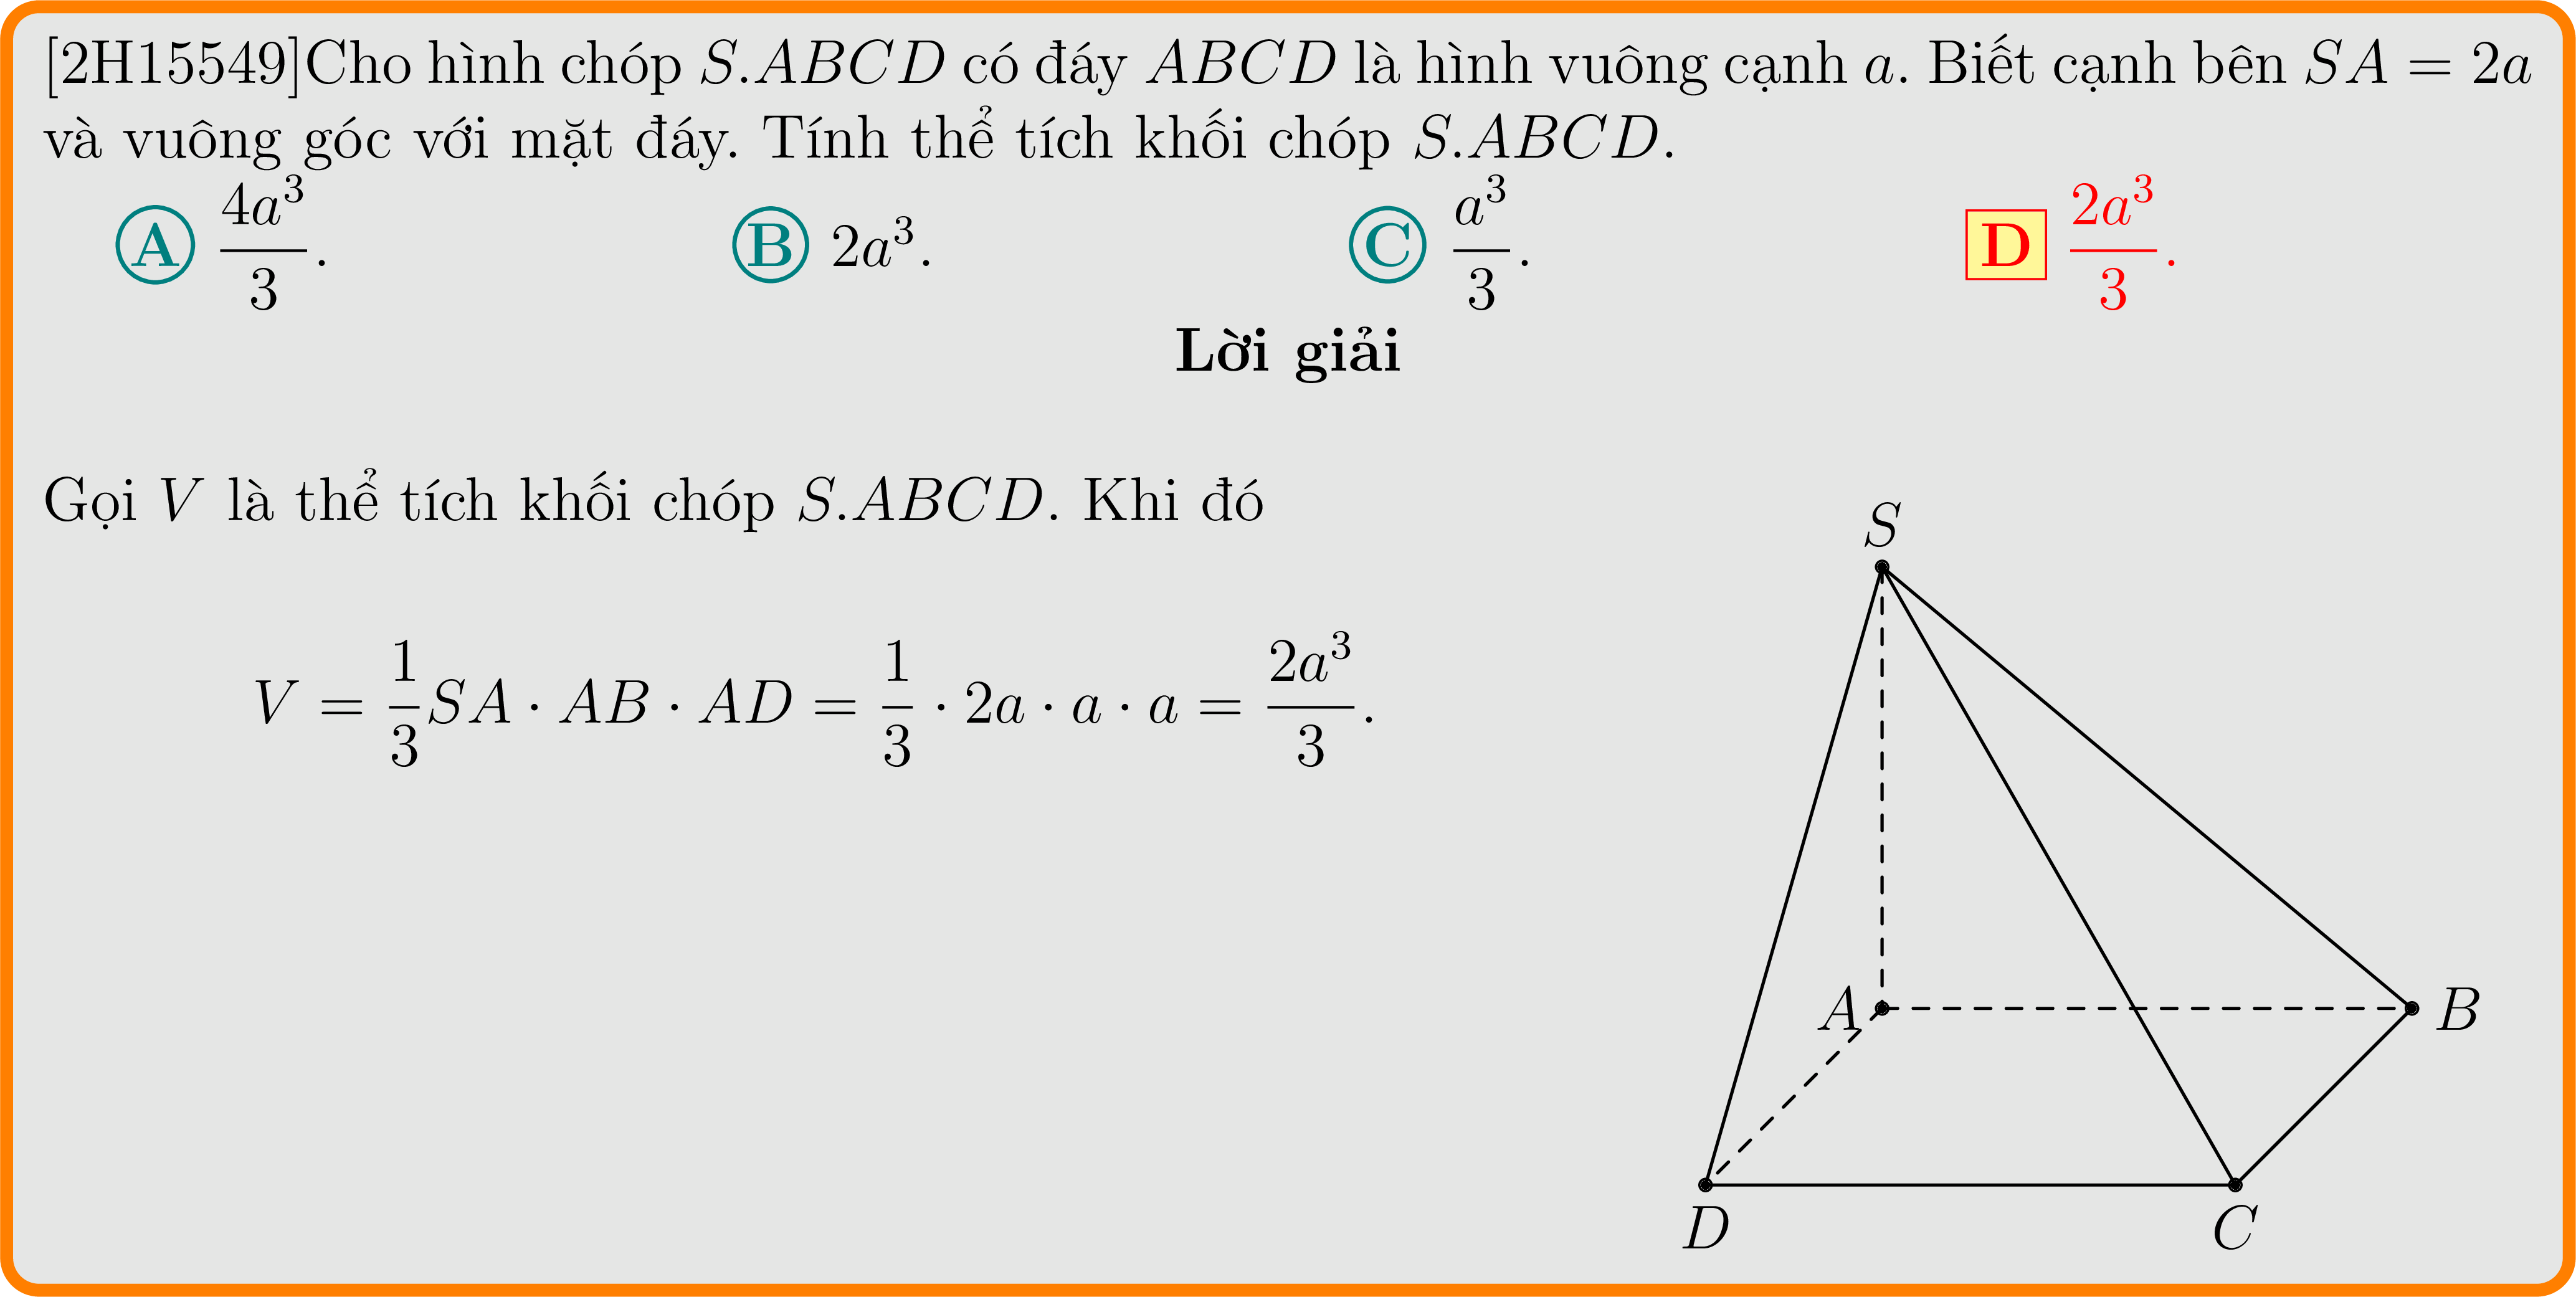 [2H15549]Cho hình chóp S.ABCD có đáy ABCD là hình vuông cạnh a. Biết cạnh bên SA = 2a
và vuông góc với mặt đáy. Tính thể tích khối chóp S.ABCD.
A $\frac{4a^3}{3}$. B $2a^3$. C $\frac{a^3}{3}$. D $\frac{2a^3}{3}$.
Lời giải
Gọi V là thể tích khối chóp S.ABCD. Khi đó
$V = \frac{1}{3}SA \cdot AB \cdot AD = \frac{1}{3} \cdot 2a \cdot a \cdot a = \frac{2a^3}{3}.$
S
A
B
D
C